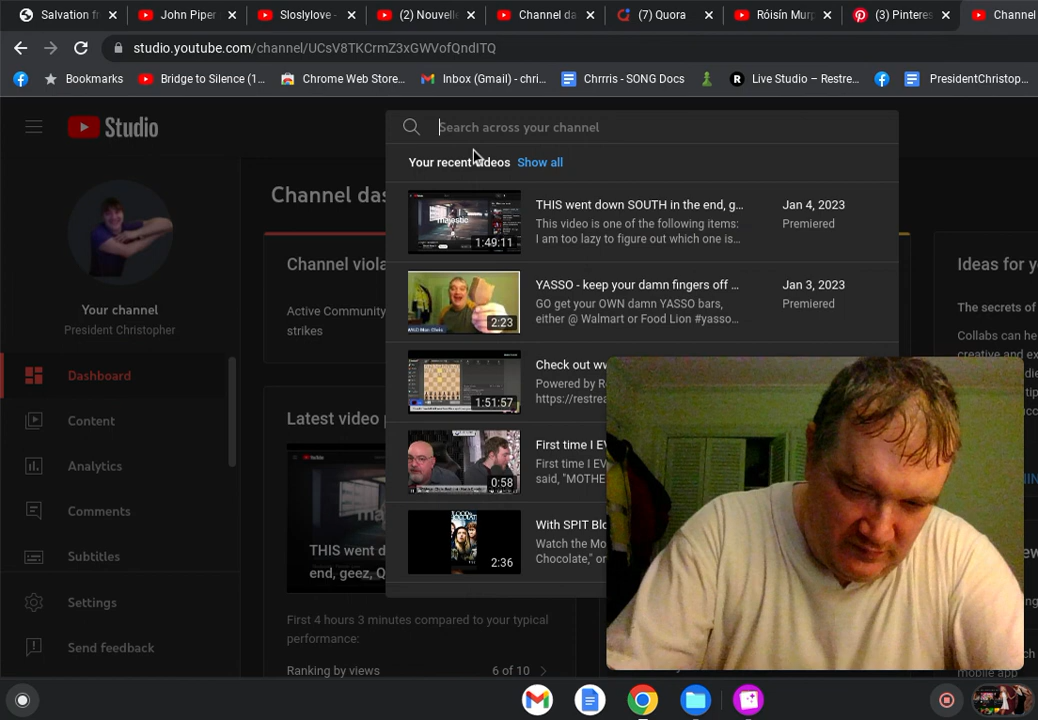 Salvation fr
John Piper
Sloslylove -
(2) Nouvelle
Channel da
(7) Quora
Róisín Murp
(3) Pinteres
Channel
studio.youtube.com/channel/UCsV8TKCrmZ3xGWVofQndITQ
Bookmarks
Bridge to Silence (1...
Chrome Web Store...
Inbox (Gmail) - chri...
Chrrris - SONG Docs
Live Studio – Restre...
PresidentChristop...
Studio
Search across your channel
Your recent videos Show all
Channel das
THIS went down SOUTH in the end, g...
Jan 4, 2023
This video is one of the following items:
Premiered
I am too lazy to figure out which one is...
majestic
1:49:11
Channel viola
Ideas for y
YASSO - keep your damn fingers off ...
Jan 3, 2023
GO get your OWN damn YASSO bars,
Premiered
either @ Walmart or Food Lion #yasso...
2:23
Your channel
President Christopher
Active Community
strikes
The secrets of
Collabs can he
creative and ex
Check out wv
Powered by R
https://restrea
1:51:57
Dashboard
Content
Analytics
Comments
Subtitles
Settings
Send feedback
Latest video p
First time I EV
First time I EV
said, "MOTHE
0:58
With SPIT Blo
Watch the Mo
Chocolate," or
2:36
THIS went d
end, geez, Q
First 4 hours 3 minutes compared to your typical
performance:
Ranking by views
6 of 10
mobile app